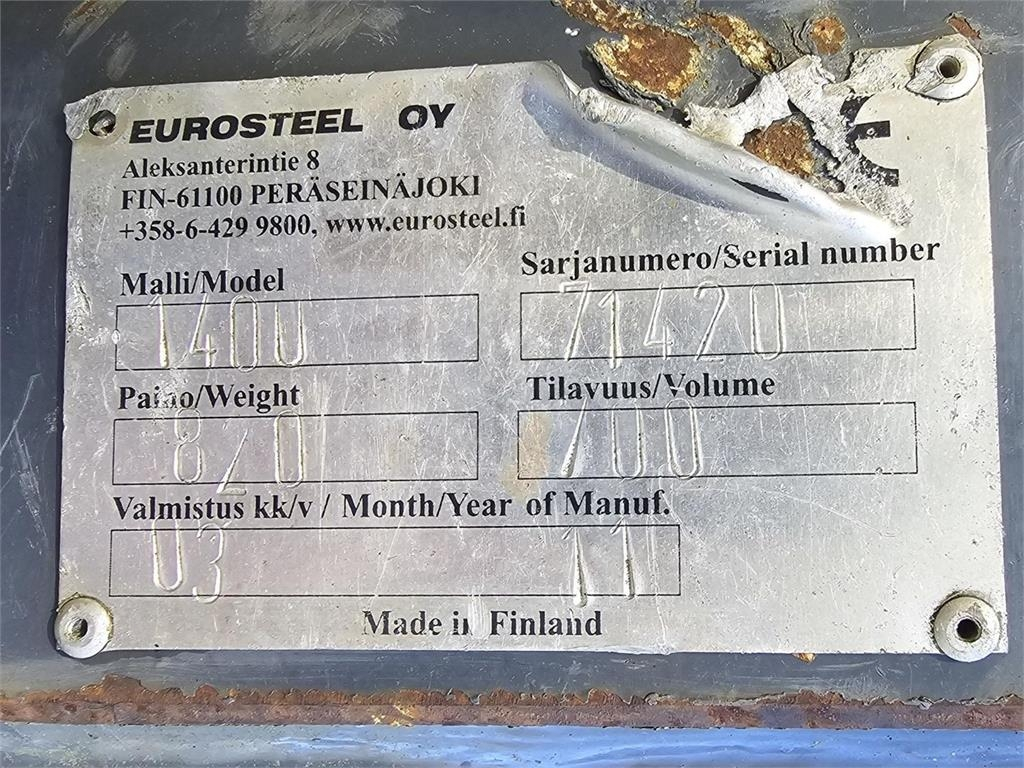 EUROSTEEL OY
Aleksanterintie 8
FIN-61100 PERÄSEINÄJOKI
+358-6-429 9800, www.eurosteel.fi
Malli/Model
1400
Sarjanumero/Serial number
71420
Paino/Weight
820
Tilavuus/Volume
700
Valmistus kk/v / Month/Year of Manuf.
03 11
Made in Finland